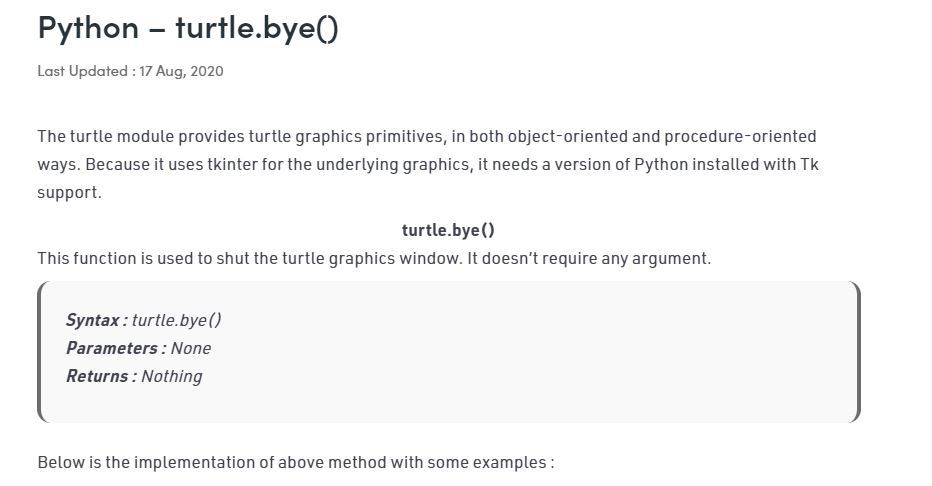 Python – turtle.bye()
Last Updated : 17 Aug, 2020
The turtle module provides turtle graphics primitives, in both object-oriented and procedure-oriented
ways. Because it uses tkinter for the underlying graphics, it needs a version of Python installed with Tk
support.
turtle.bye()
This function is used to shut the turtle graphics window. It doesn’t require any argument.
Syntax : turtle.bye()
Parameters : None
Returns : Nothing
Below is the implementation of above method with some examples :